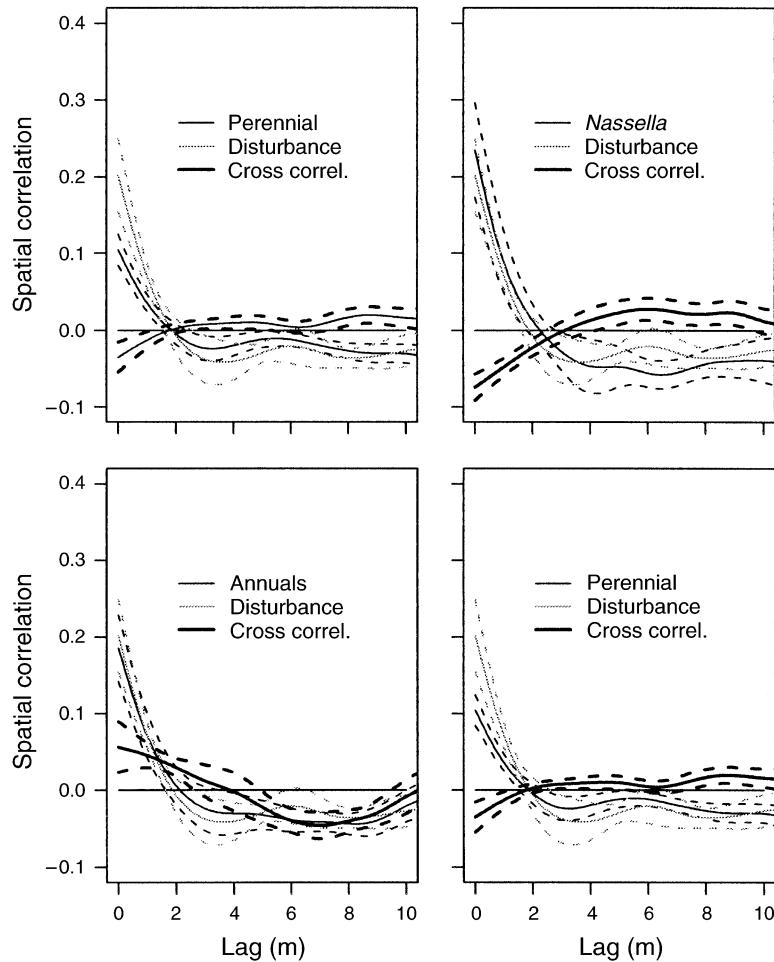 0.4
0.3
0.2
0.1
0.0
−0.1
Spatial correlation
Perennial
Disturbance
Cross correl.
Nassella
Disturbance
Cross correl.
0.4
0.3
0.2
0.1
0.0
−0.1
Spatial correlation
Annuals
Disturbance
Cross correl.
0 2 4 6 8 10
Lag (m)
Perennial
Disturbance
Cross correl.
0 2 4 6 8 10
Lag (m)